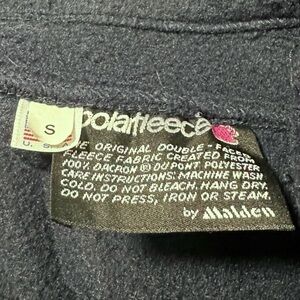 polarfleece
S
U.S.A.
THE ORIGINAL DOUBLE-FACED
FLEECE FABRIC CREATED FROM
100% DACRON® DU PONT POLYESTER
CARE INSTRUCTIONS: MACHINE WASH
COLD. DO NOT BLEACH. HANG DRY.
DO NOT PRESS, IRON OR STEAM.
by Malden